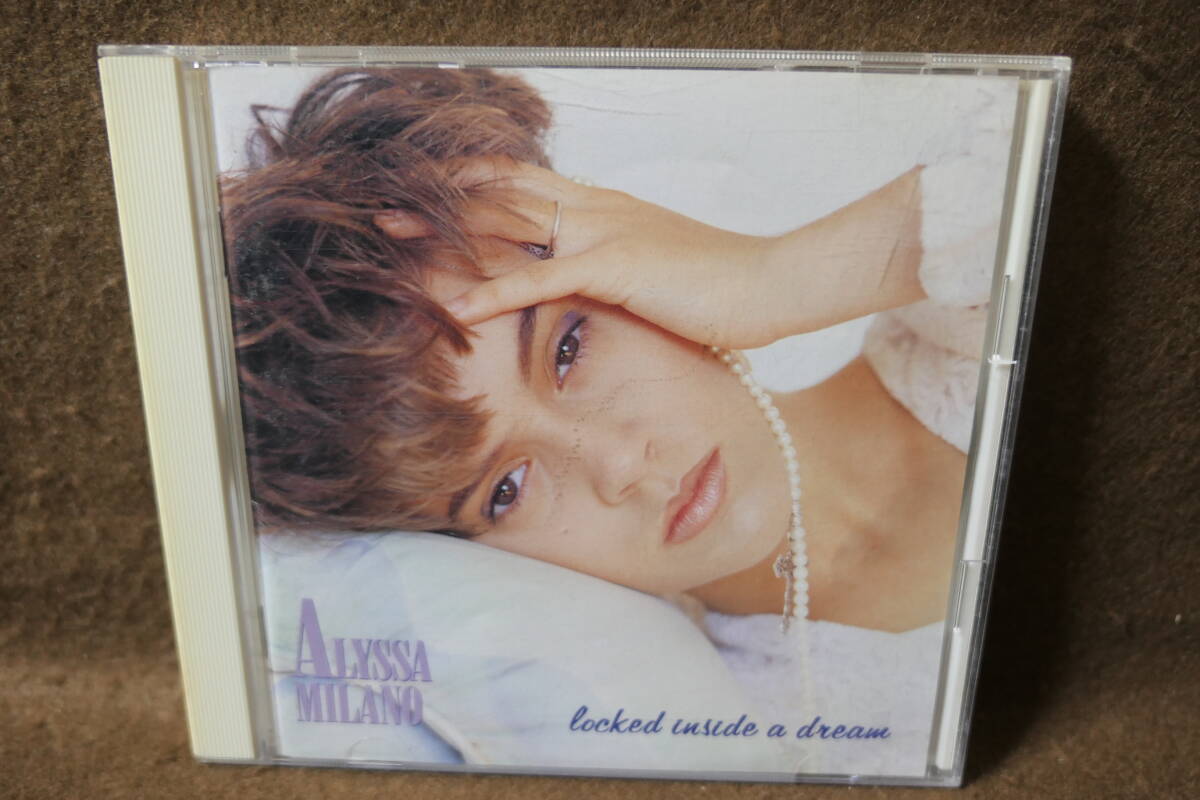 ALYSSA
MILANO
locked inside a dream